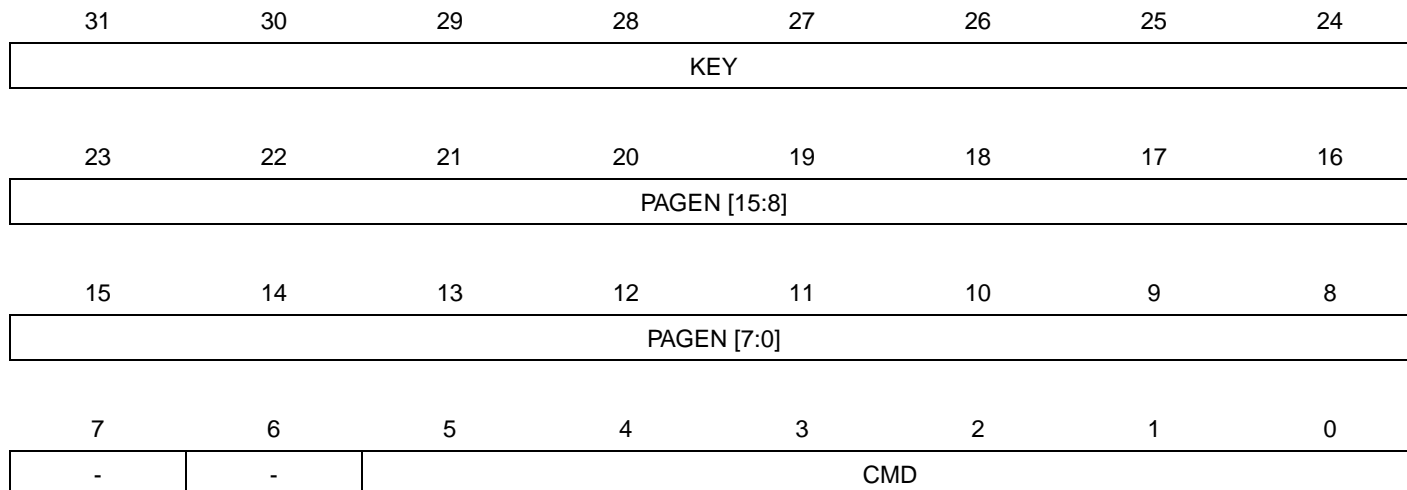 31 30 29 28 27 26 25 24
KEY
23 22 21 20 19 18 17 16
PAGEN [15:8]
15 14 13 12 11 10 9 8
PAGEN [7:0]
7 6 5 4 3 2 1 0
- - CMD